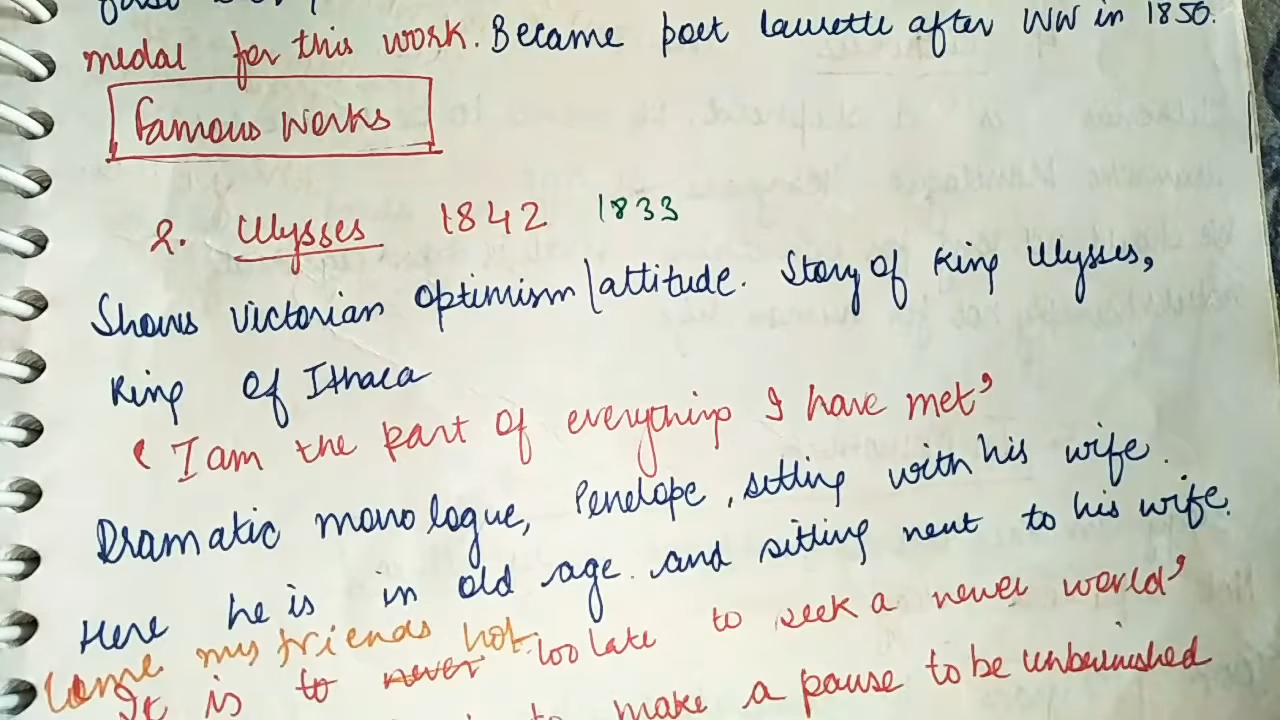 medal for this work. Became poet laurette after WW in 1850.
Famous Works
2. Ulysses 1842 1833
Shows Victorian optimism/attitude. Story of King Ulysses,
King Of Ithaca
'I am the part of everything I have met'
Dramatic monologue, Penelope, sitting with his wife.
Here he is in old age and sitting next to his wife.
Come my friends not
It is to never too late to seek a newer world'
to make a pause to be unburnished